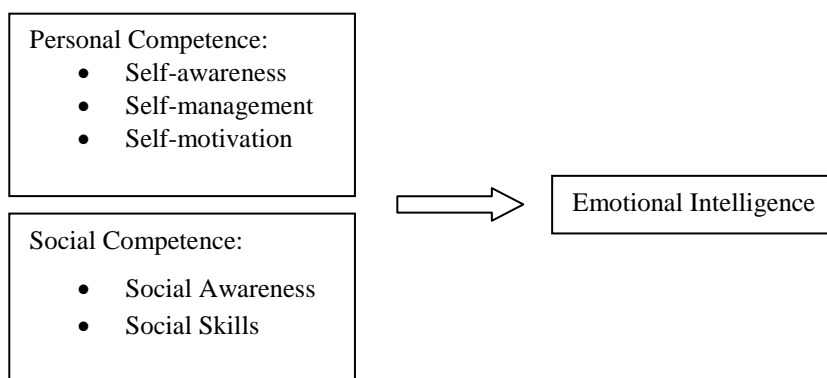 Personal Competence:
• Self-awareness
• Self-management
• Self-motivation
Emotional Intelligence
Social Competence:
• Social Awareness
• Social Skills